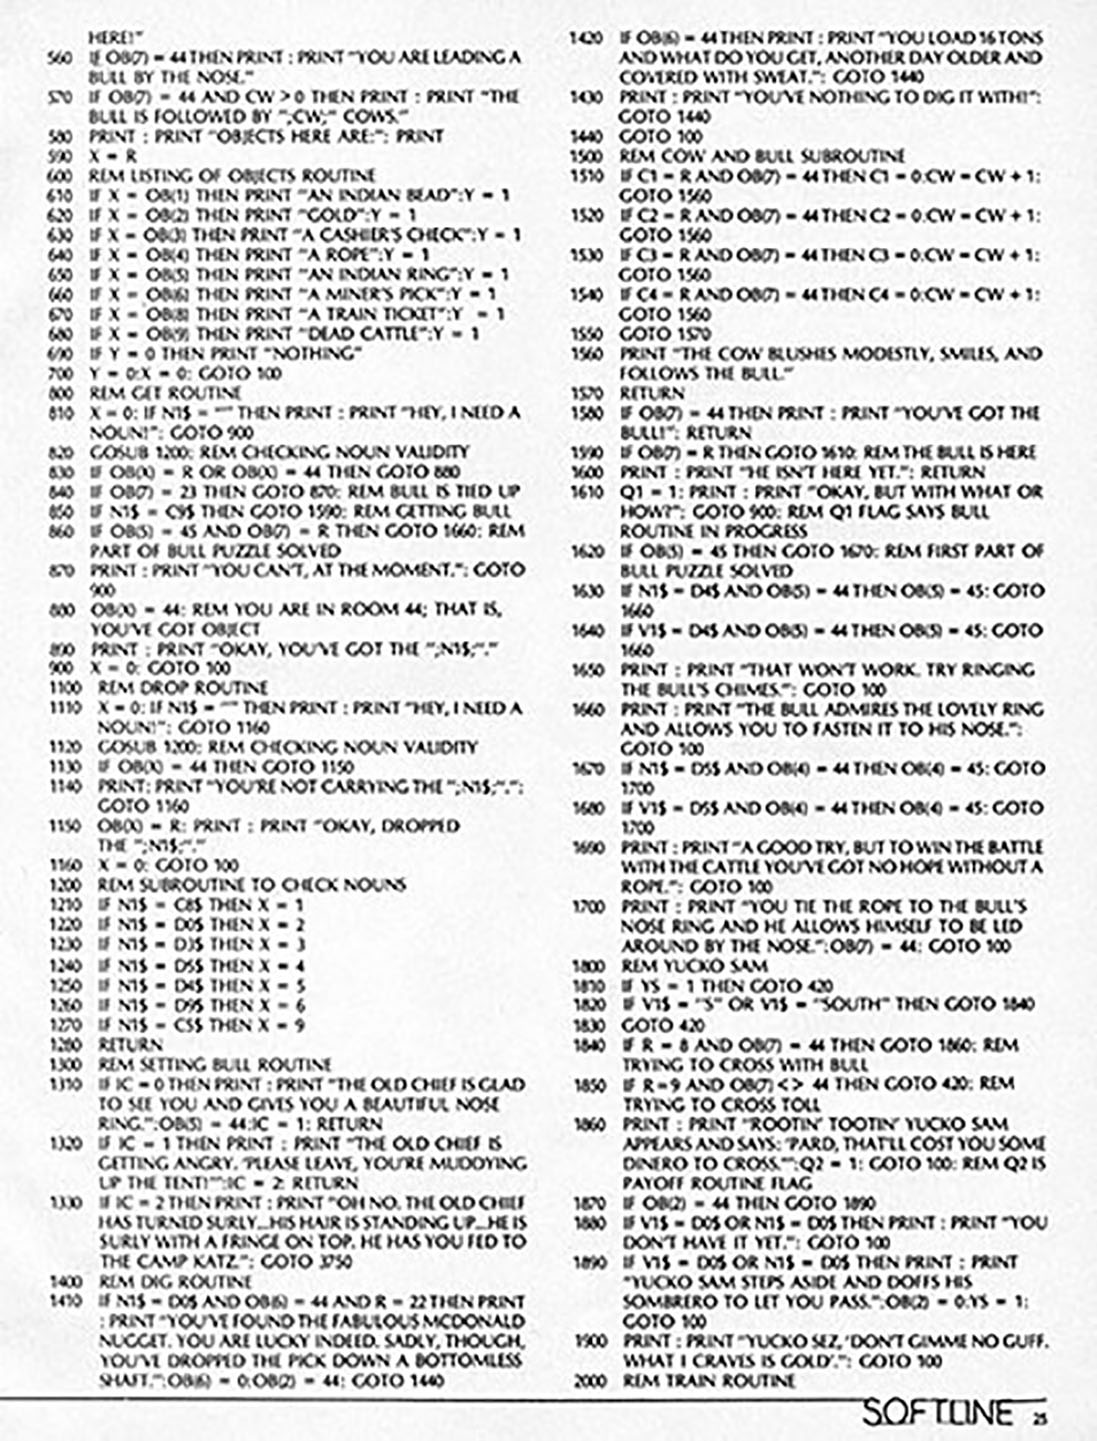 HERE!"
560 IF OB(7) = 44 THEN PRINT : PRINT "YOU ARE LEADING A
BULL BY THE NOSE."
570 IF OB(7) = 44 AND CW > 0 THEN PRINT : PRINT "THE
BULL IS FOLLOWED BY ";CW;" COWS."
580 PRINT : PRINT "OBJECTS HERE ARE:": PRINT
590 X = R
600 REM LISTING OF OBJECTS ROUTINE
610 IF X = OB(1) THEN PRINT "AN INDIAN BEAD":Y = 1
620 IF X = OB(2) THEN PRINT "GOLD":Y = 1
630 IF X = OB(3) THEN PRINT "A CASHIER'S CHECK":Y = 1
640 IF X = OB(4) THEN PRINT "A ROPE":Y = 1
650 IF X = OB(5) THEN PRINT "AN INDIAN RING":Y = 1
660 IF X = OB(6) THEN PRINT "A MINER'S PICK":Y = 1
670 IF X = OB(8) THEN PRINT "A TRAIN TICKET":Y = 1
680 IF X = OB(9) THEN PRINT "DEAD CATTLE":Y = 1
690 IF Y = 0 THEN PRINT "NOTHING"
700 Y = 0:X = 0: GOTO 100
800 REM GET ROUTINE
810 X = 0: IF N1$ = "" THEN PRINT : PRINT "HEY, I NEED A
NOUN!": GOTO 900
820 GOSUB 1200: REM CHECKING NOUN VALIDITY
830 IF OB(X) = R OR OB(X) = 44 THEN GOTO 880
840 IF OB(7) = 23 THEN GOTO 870: REM BULL IS TIED UP
850 IF N1$ = C9$ THEN GOTO 1590: REM GETTING BULL
860 IF OB(5) = 45 AND OB(7) = R THEN GOTO 1660: REM
PART OF BULL PUZZLE SOLVED
870 PRINT : PRINT "YOU CAN'T, AT THE MOMENT.": GOTO
900
880 OB(X) = 44: REM YOU ARE IN ROOM 44; THAT IS,
YOU'VE GOT OBJECT
890 PRINT : PRINT "OKAY, YOU'VE GOT THE ";N1$;"."
900 X = 0: GOTO 100
1100 REM DROP ROUTINE
1110 X = 0: IF N1$ = "" THEN PRINT : PRINT "HEY, I NEED A
NOUN!": GOTO 1160
1120 GOSUB 1200: REM CHECKING NOUN VALIDITY
1130 IF OB(X) = 44 THEN GOTO 1150
1140 PRINT: PRINT "YOU'RE NOT CARRYING THE ";N1$;".":
GOTO 1160
1150 OB(X) = R: PRINT : PRINT "OKAY, DROPPED
THE ";N1$;"."
1160 X = 0: GOTO 100
1200 REM SUBROUTINE TO CHECK NOUNS
1210 IF N1$ = C8$ THEN X = 1
1220 IF N1$ = D0$ THEN X = 2
1230 IF N1$ = D3$ THEN X = 3
1240 IF N1$ = D5$ THEN X = 4
1250 IF N1$ = D4$ THEN X = 5
1260 IF N1$ = D9$ THEN X = 6
1270 IF N1$ = C5$ THEN X = 9
1280 RETURN
1300 REM SETTING BULL ROUTINE
1310 IF IC = 0 THEN PRINT : PRINT "THE OLD CHIEF IS GLAD
TO SEE YOU AND GIVES YOU A BEAUTIFUL NOSE
RING.":OB(5) = 44:IC = 1: RETURN
1320 IF IC = 1 THEN PRINT : PRINT "THE OLD CHIEF IS
GETTING ANGRY. 'PLEASE LEAVE, YOU'RE MUDDYING
UP THE TENT!'":IC = 2: RETURN
1330 IF IC = 2 THEN PRINT : PRINT "OH NO. THE OLD CHIEF
HAS TURNED SURLY...HIS HAIR IS STANDING UP...HE IS
SURLY WITH A FRINGE ON TOP. HE HAS YOU FED TO
THE CAMP KATZ.": GOTO 3750
1400 REM DIG ROUTINE
1410 IF N1$ = D0$ AND OB(6) = 44 AND R = 22 THEN PRINT
: PRINT "YOU'VE FOUND THE FABULOUS MCDONALD
NUGGET. YOU ARE LUCKY INDEED. SADLY, THOUGH,
YOU'VE DROPPED THE PICK DOWN A BOTTOMLESS
SHAFT.":OB(6) = 0:OB(2) = 44: GOTO 1440
1420 IF OB(6) = 44 THEN PRINT : PRINT "YOU LOAD 16 TONS
AND WHAT DO YOU GET, ANOTHER DAY OLDER AND
COVERED WITH SWEAT.": GOTO 1440
1430 PRINT : PRINT "YOU'VE NOTHING TO DIG IT WITH!":
GOTO 1440
1440 GOTO 100
1500 REM COW AND BULL SUBROUTINE
1510 IF C1 = R AND OB(7) = 44 THEN C1 = 0:CW = CW + 1:
GOTO 1560
1520 IF C2 = R AND OB(7) = 44 THEN C2 = 0:CW = CW + 1:
GOTO 1560
1530 IF C3 = R AND OB(7) = 44 THEN C3 = 0:CW = CW + 1:
GOTO 1560
1540 IF C4 = R AND OB(7) = 44 THEN C4 = 0:CW = CW + 1:
GOTO 1560
1550 GOTO 1570
1560 PRINT "THE COW BLUSHES MODESTLY, SMILES, AND
FOLLOWS THE BULL."
1570 RETURN
1580 IF OB(7) = 44 THEN PRINT : PRINT "YOU'VE GOT THE
BULL!": RETURN
1590 IF OB(7) = R THEN GOTO 1610: REM THE BULL IS HERE
1600 PRINT : PRINT "HE ISN'T HERE YET.": RETURN
1610 Q1 = 1: PRINT : PRINT "OKAY, BUT WITH WHAT OR
HOW?": GOTO 900: REM Q1 FLAG SAYS BULL
ROUTINE IN PROGRESS
1620 IF OB(5) = 45 THEN GOTO 1670: REM FIRST PART OF
BULL PUZZLE SOLVED
1630 IF N1$ = D4$ AND OB(5) = 44 THEN OB(5) = 45: GOTO
1660
1640 IF V1$ = D4$ AND OB(5) = 44 THEN OB(5) = 45: GOTO
1660
1650 PRINT : PRINT "THAT WON'T WORK. TRY RINGING
THE BULL'S CHIMES.": GOTO 100
1660 PRINT : PRINT "THE BULL ADMIRES THE LOVELY RING
AND ALLOWS YOU TO FASTEN IT TO HIS NOSE.":
GOTO 100
1670 IF N1$ = D5$ AND OB(4) = 44 THEN OB(4) = 45: GOTO
1700
1680 IF V1$ = D5$ AND OB(4) = 44 THEN OB(4) = 45: GOTO
1700
1690 PRINT : PRINT "A GOOD TRY, BUT TO WIN THE BATTLE
WITH THE CATTLE YOU'VE GOT NO HOPE WITHOUT A
ROPE.": GOTO 100
1700 PRINT : PRINT "YOU TIE THE ROPE TO THE BULL'S
NOSE RING AND HE ALLOWS HIMSELF TO BE LED
AROUND BY THE NOSE.":OB(7) = 44: GOTO 100
1800 REM YUCKO SAM
1810 IF YS = 1 THEN GOTO 420
1820 IF V1$ = "S" OR V1$ = "SOUTH" THEN GOTO 1840
1830 GOTO 420
1840 IF R = 8 AND OB(7) = 44 THEN GOTO 1860: REM
TRYING TO CROSS WITH BULL
1850 IF R=9 AND OB(7) <> 44 THEN GOTO 420: REM
TRYING TO CROSS TOLL
1860 PRINT : PRINT "ROOTIN' TOOTIN' YUCKO SAM
APPEARS AND SAYS: 'PARD, THAT'LL COST YOU SOME
DINERO TO CROSS.'":Q2 = 1: GOTO 100: REM Q2 IS
PAYOFF ROUTINE FLAG
1870 IF OB(2) = 44 THEN GOTO 1890
1880 IF V1$ = D0$ OR N1$ = D0$ THEN PRINT : PRINT "YOU
DON'T HAVE IT YET.": GOTO 100
1890 IF V1$ = D0$ OR N1$ = D0$ THEN PRINT : PRINT
"YUCKO SAM STEPS ASIDE AND DOFFS HIS
SOMBRERO TO LET YOU PASS.":OB(2) = 0:YS = 1:
GOTO 100
1900 PRINT : PRINT "YUCKO SEZ, 'DON'T GIMME NO GUFF.
WHAT I CRAVES IS GOLD'.": GOTO 100
2000 REM TRAIN ROUTINE
SOFTLINE 25